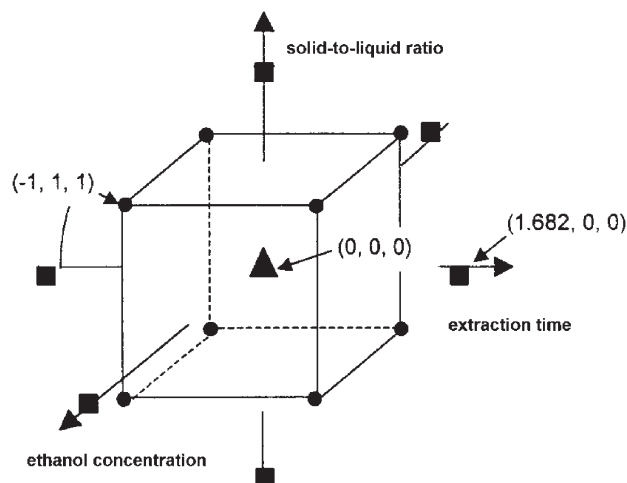 solid-to-liquid ratio
(-1, 1, 1)
(0, 0, 0)
(1.682, 0, 0)
extraction time
ethanol concentration